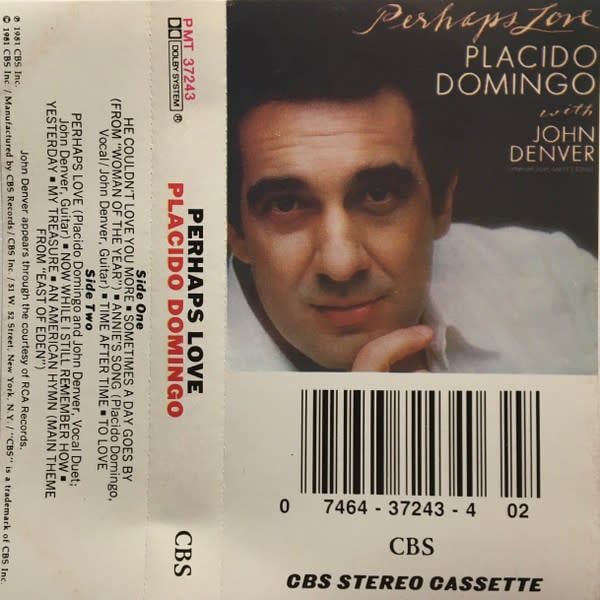 ℗ 1981 CBS Inc.
© 1981 CBS Inc / Manufactured by CBS Records / CBS Inc. / 51 W. 52 Street, New York, N.Y. / "CBS" is a trademark of CBS Inc.
John Denver appears through the courtesy of RCA Records.
Side One
HE COULDN'T LOVE YOU MORE ▪ SOMETIMES A DAY GOES BY
(FROM "WOMAN OF THE YEAR") ▪ ANNIE'S SONG (Placido Domingo,
Vocal/John Denver, Guitar) ▪ TIME AFTER TIME ▪ TO LOVE
Side Two
PERHAPS LOVE (Placido Domingo and John Denver, Vocal Duet;
John Denver, Guitar) ▪ NOW WHILE I STILL REMEMBER HOW ▪
YESTERDAY ▪ MY TREASURE ▪ AN AMERICAN HYMN (MAIN THEME
FROM "EAST OF EDEN")
PMT 37243
DOLBY SYSTEM ®
PERHAPS LOVE
PLACIDO DOMINGO
CBS
Perhaps Love
PLACIDO
DOMINGO
with
JOHN
DENVER
0 7464-37243-4 02
CBS
CBS STEREO CASSETTE